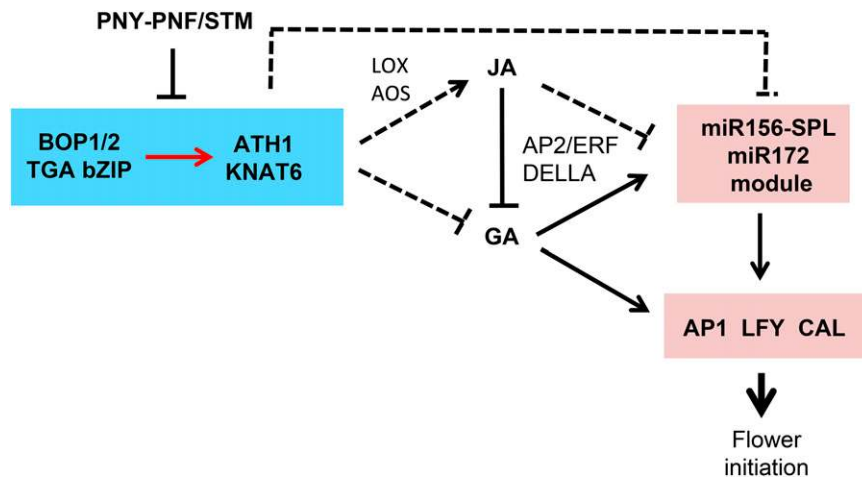 PNY-PNF/STM
LOX
AOS
JA
BOP1/2
TGA bZIP
ATH1
KNAT6
AP2/ERF
DELLA
miR156-SPL
miR172
module
GA
AP1 LFY CAL
Flower
initiation